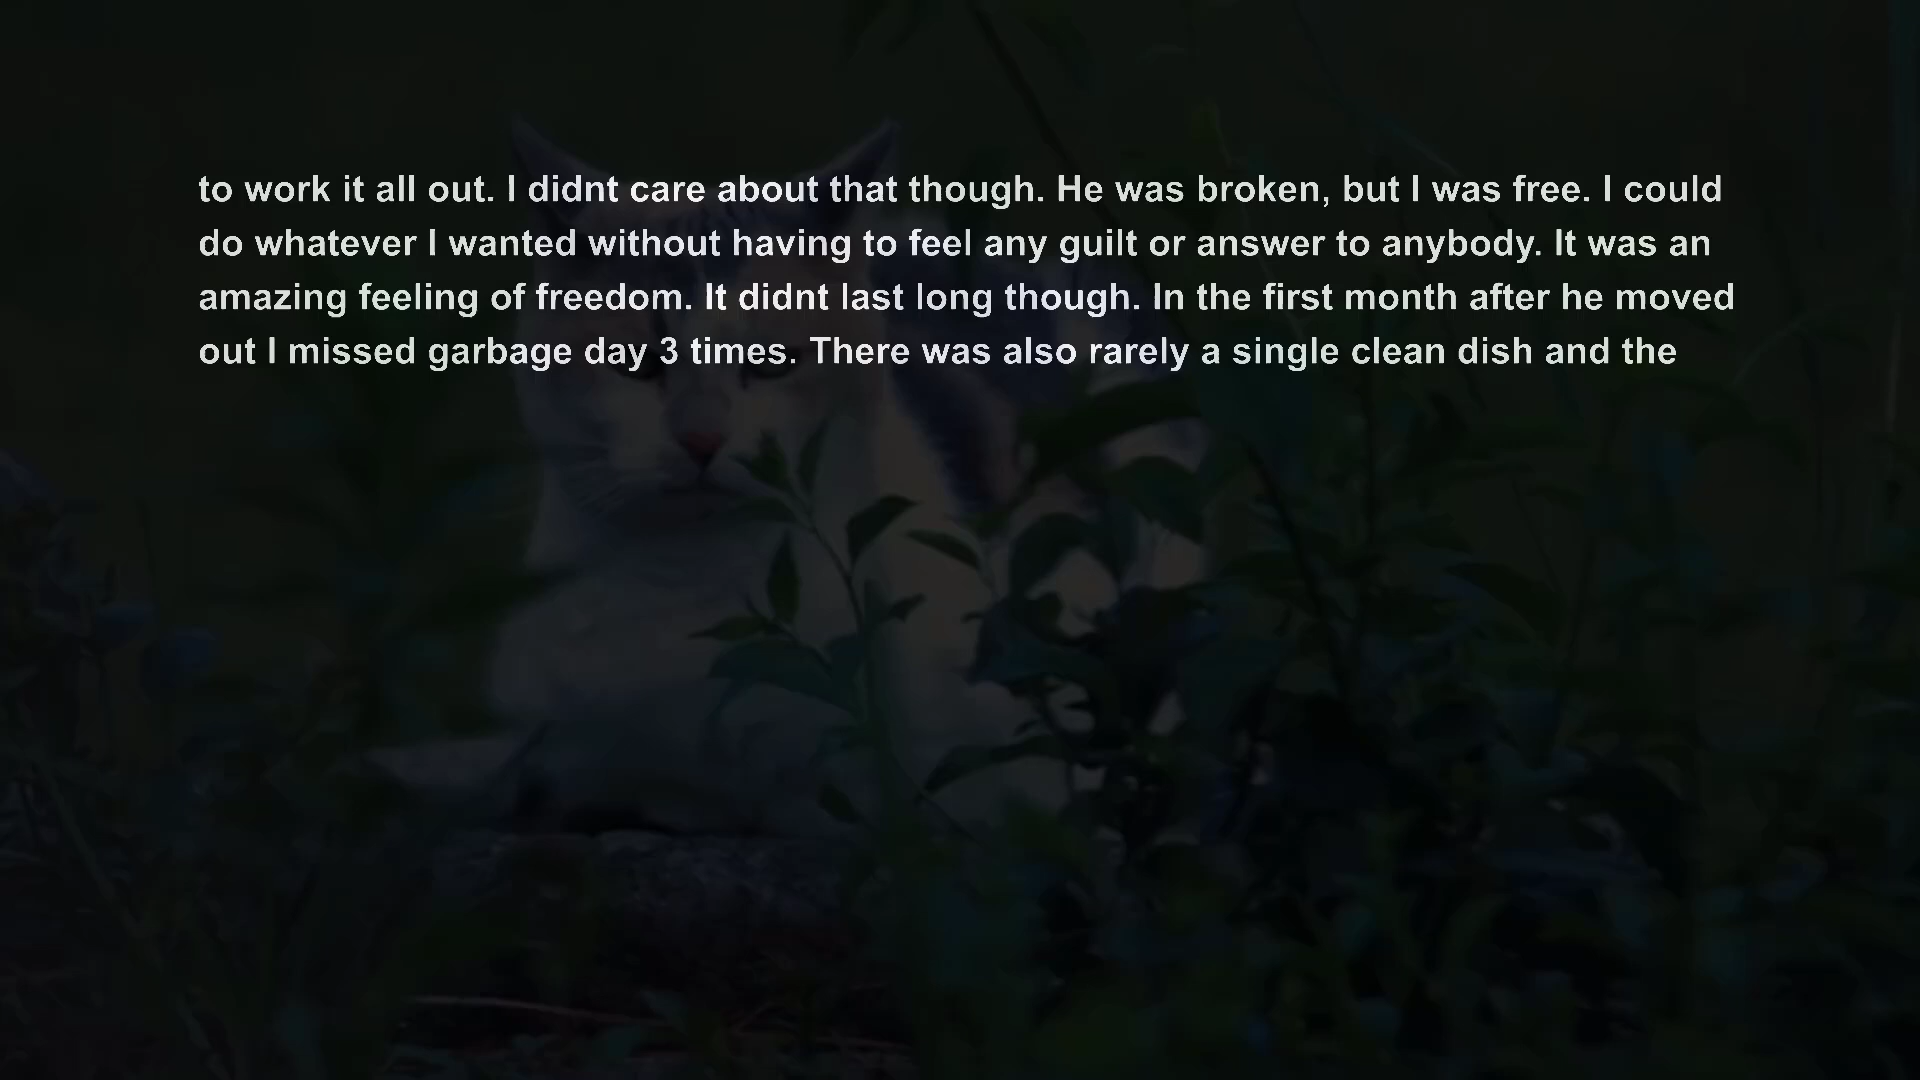 to work it all out. I didnt care about that though. He was broken, but I was free. I could
do whatever I wanted without having to feel any guilt or answer to anybody. It was an
amazing feeling of freedom. It didnt last long though. In the first month after he moved
out I missed garbage day 3 times. There was also rarely a single clean dish and the